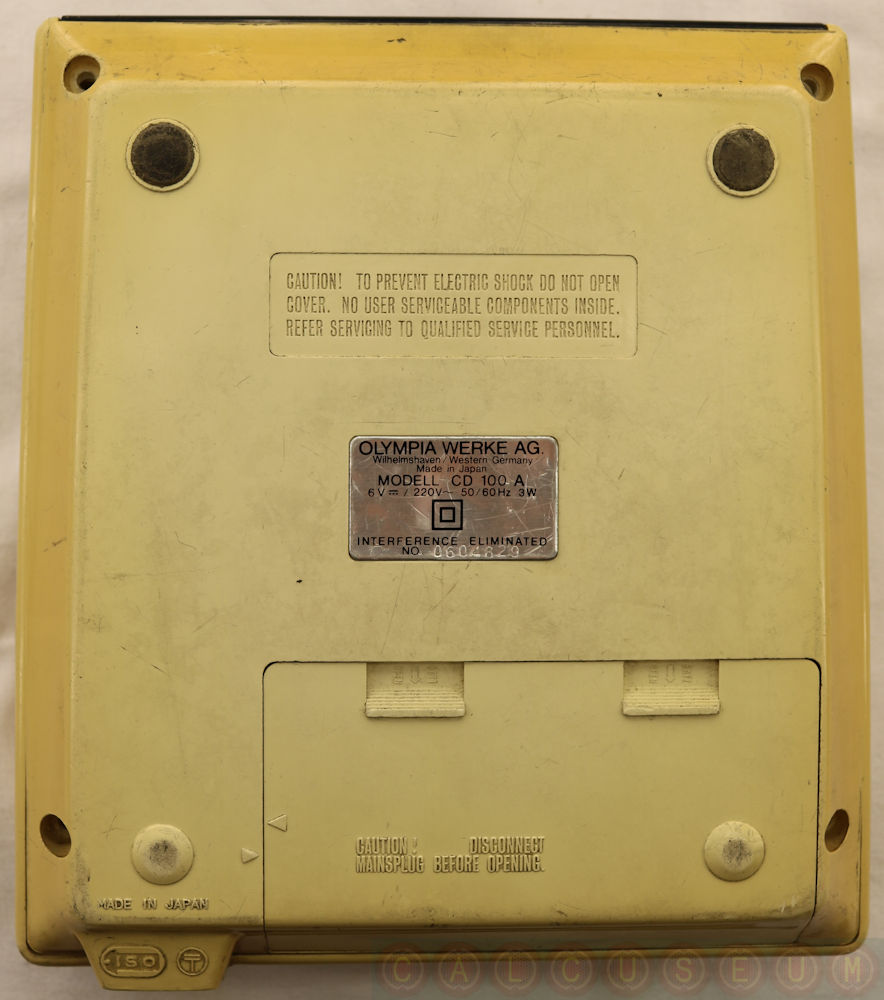 CAUTION! TO PREVENT ELECTRIC SHOCK DO NOT OPEN
COVER. NO USER SERVICEABLE COMPONENTS INSIDE.
REFER SERVICING TO QUALIFIED SERVICE PERSONNEL.
OLYMPIA WERKE AG.
Wilhelmshaven/Western Germany
Made in Japan
MODELL CD 100 A
6V⎓ / 220V~ 50/60Hz 3W
INTERFERENCE ELIMINATED
NO. 0604829
CAUTION! DISCONNECT
MAINSPLUG BEFORE OPENING.
MADE IN JAPAN
ISO
T
CALCUSEUM